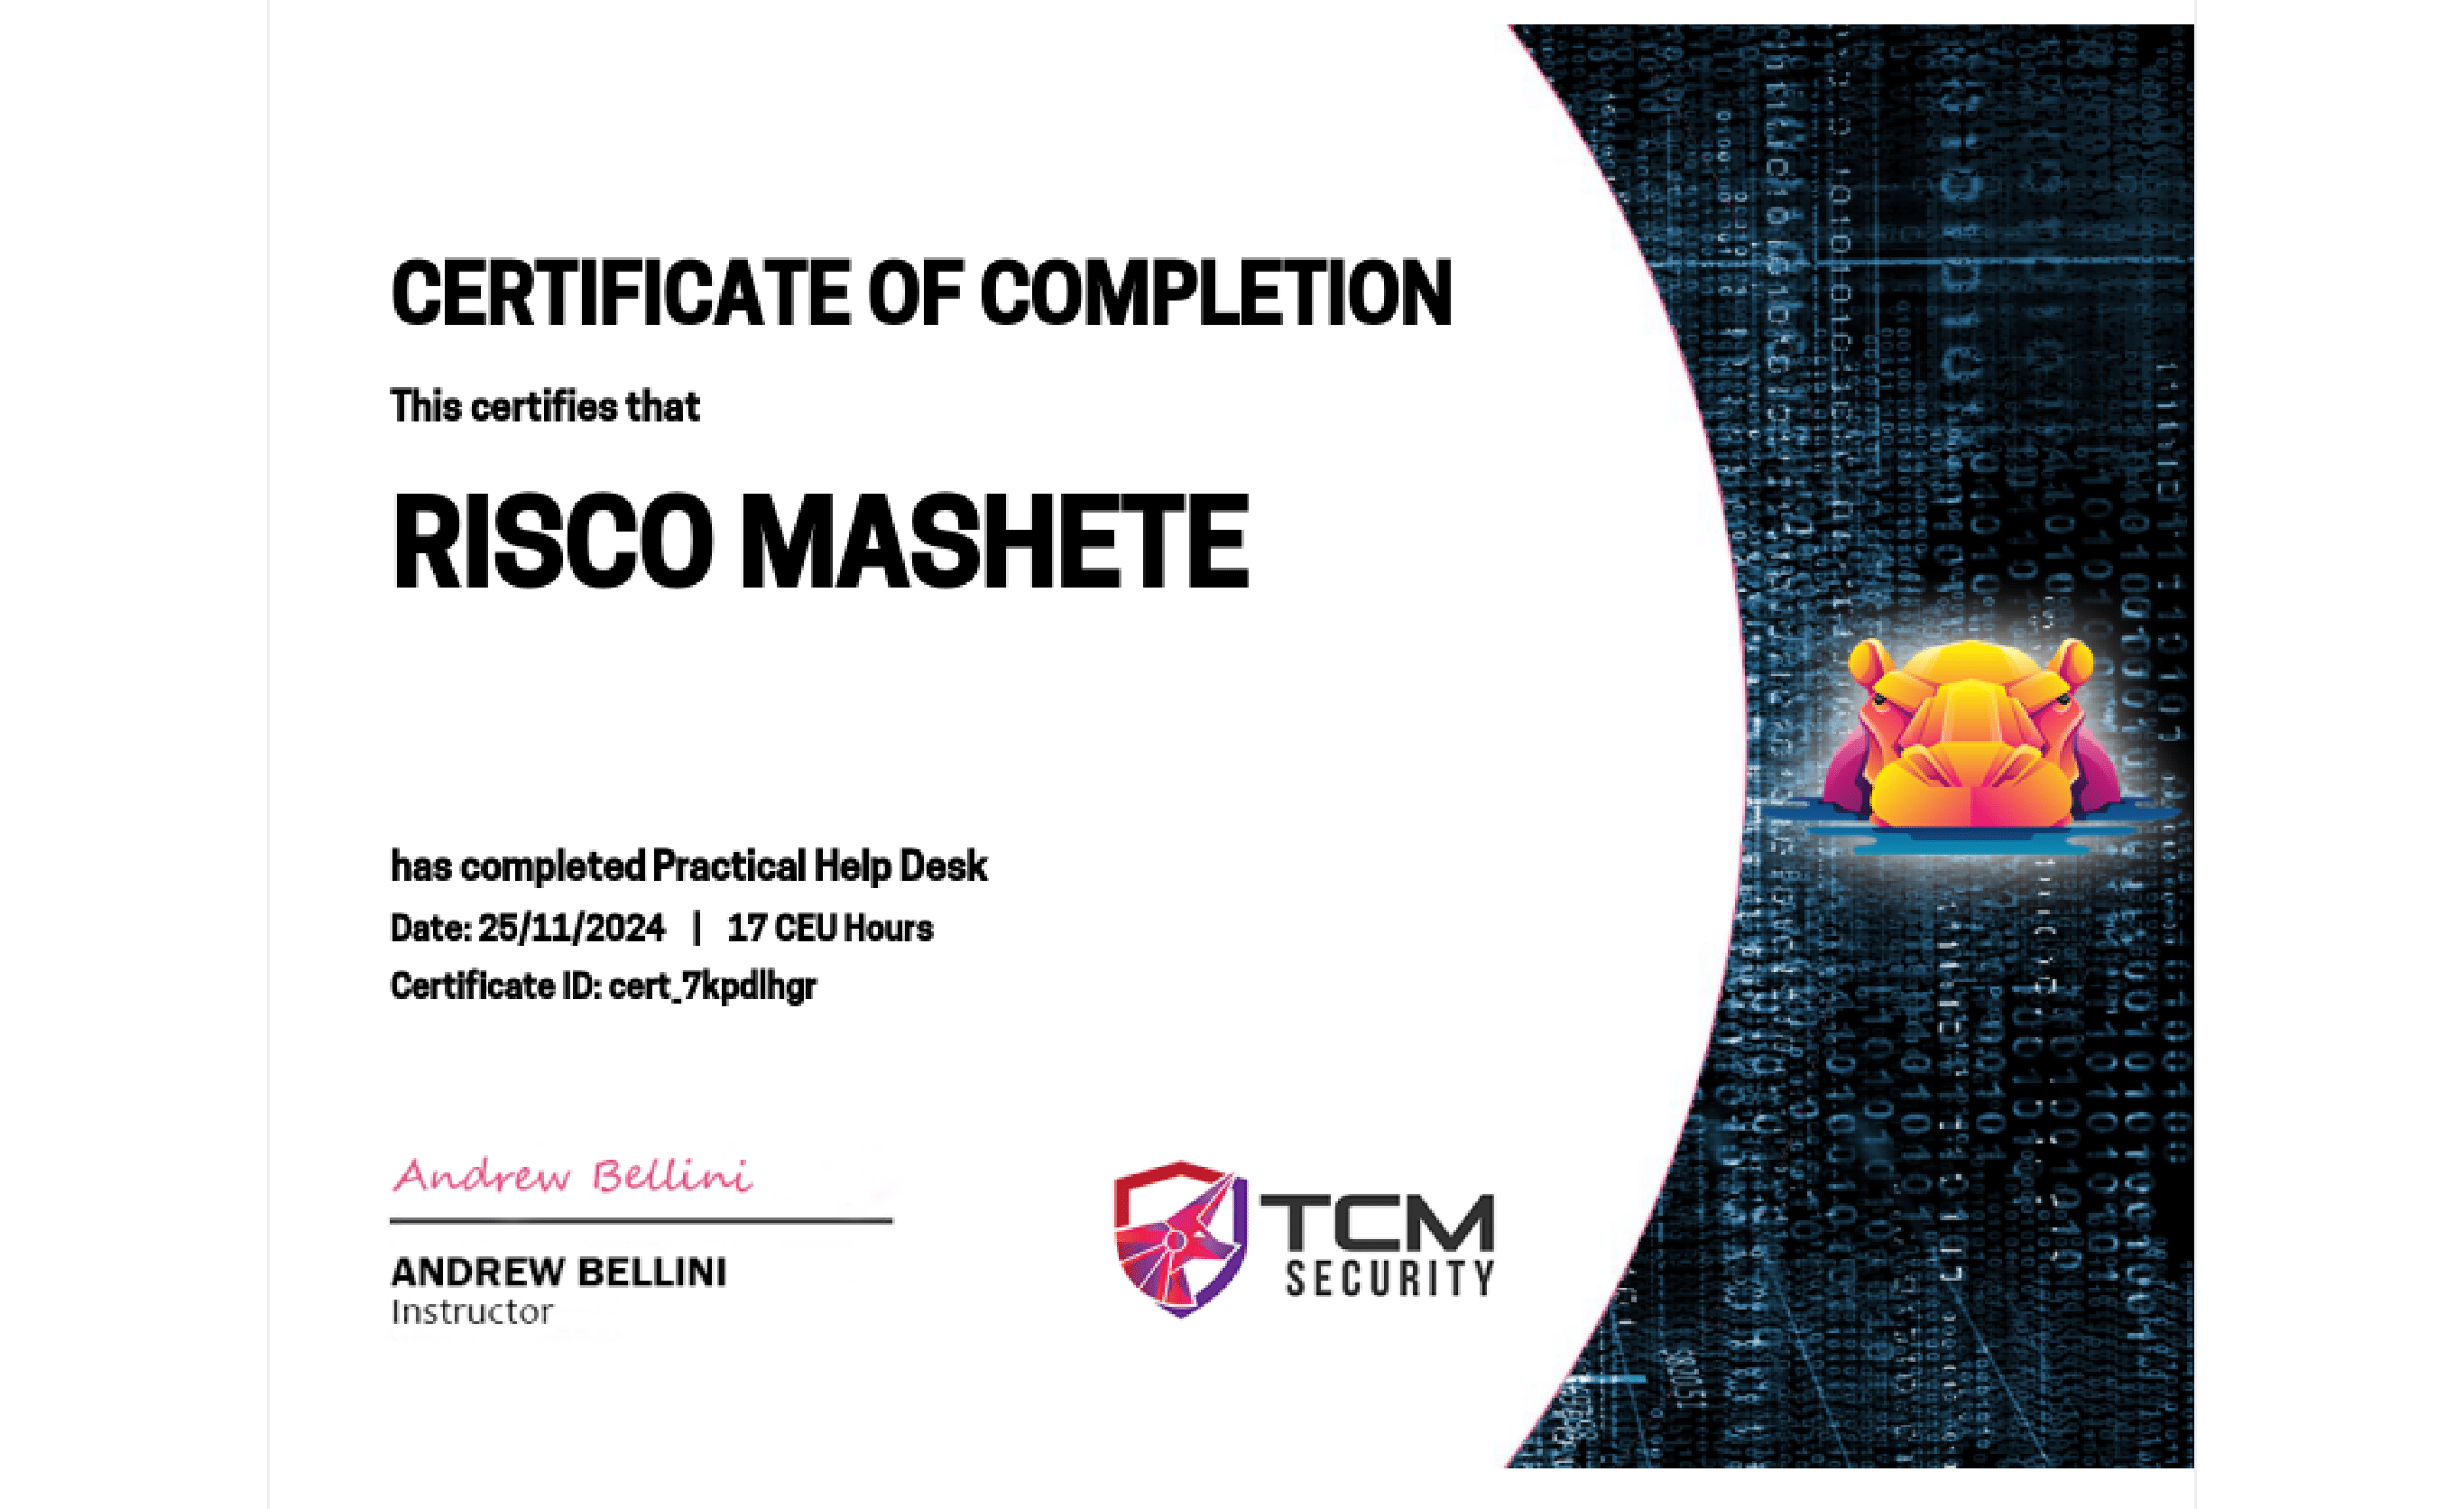 CERTIFICATE OF COMPLETION
This certifies that
RISCO MASHETE
has completed Practical Help Desk
Date: 25/11/2024 | 17 CEU Hours
Certificate ID: cert_7kpdlhgr
Andrew Bellini
ANDREW BELLINI
Instructor
TCM
SECURITY